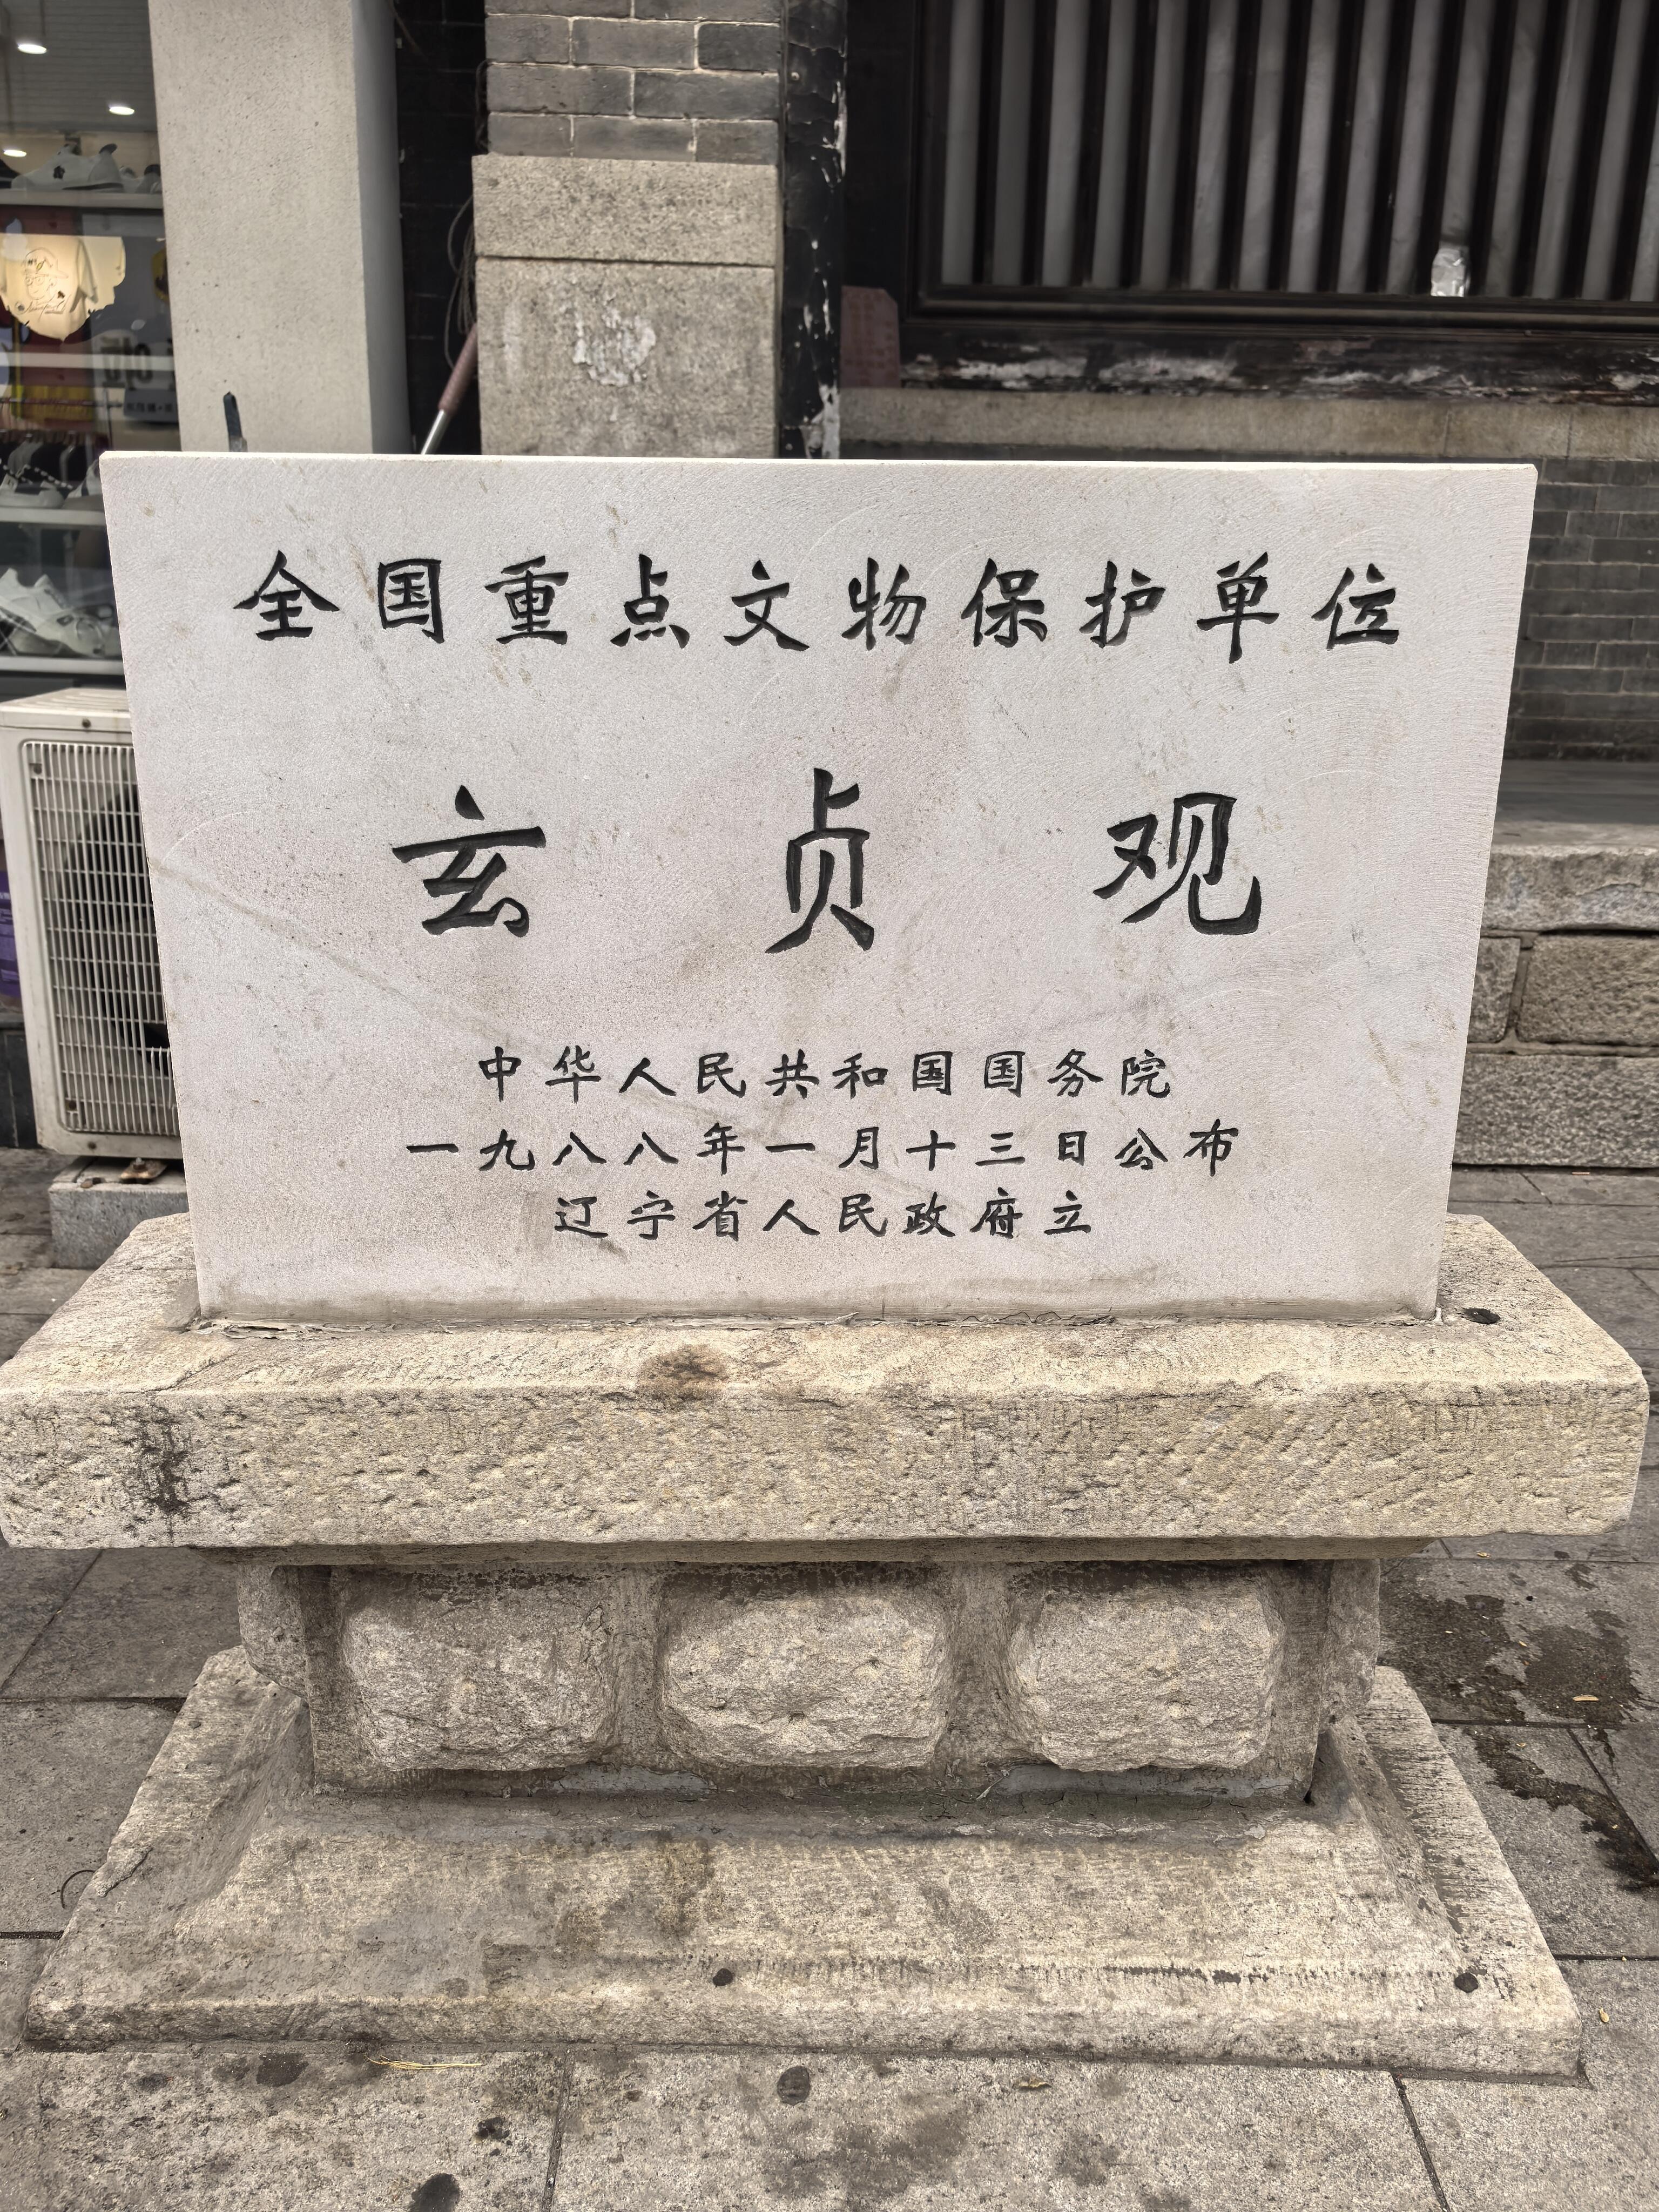 全国重点文物保护单位
玄贞观
中华人民共和国国务院
一九八八年一月十三日公布
辽宁省人民政府立